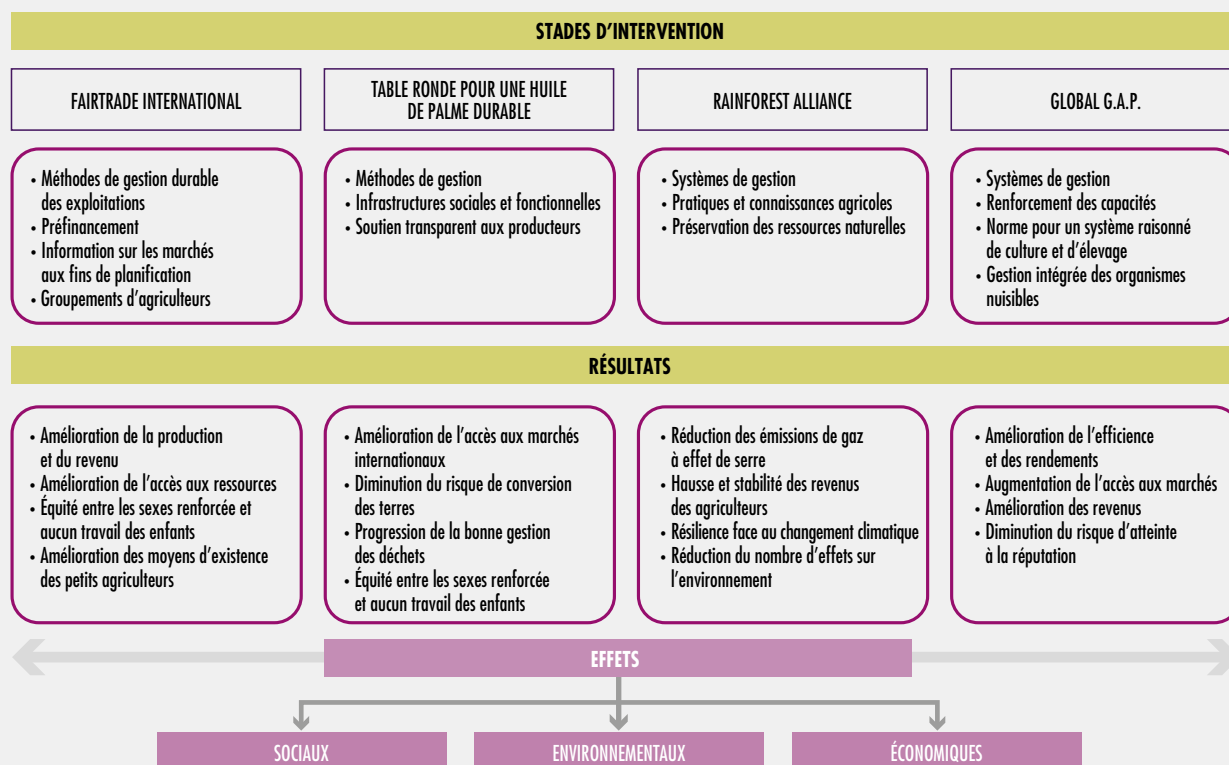 STADES D'INTERVENTION
FAIRTRADE INTERNATIONAL
TABLE RONDE POUR UNE HUILE
DE PALME DURABLE
RAINFOREST ALLIANCE
GLOBAL G.A.P.
• Méthodes de gestion durable
des exploitations
• Préfinancement
• Information sur les marchés
aux fins de planification
• Groupements d'agriculteurs
• Méthodes de gestion
• Infrastructures sociales et fonctionnelles
• Soutien transparent aux producteurs
• Systèmes de gestion
• Pratiques et connaissances agricoles
• Préservation des ressources naturelles
• Systèmes de gestion
• Renforcement des capacités
• Norme pour un système raisonné
de culture et d'élevage
• Gestion intégrée des organismes
nuisibles
RÉSULTATS
• Amélioration de la production
et du revenu
• Amélioration de l'accès aux ressources
• Équité entre les sexes renforcée et
aucun travail des enfants
• Amélioration des moyens d'existence
des petits agriculteurs
• Amélioration de l'accès aux marchés
internationaux
• Diminution du risque de conversion
des terres
• Progression de la bonne gestion
des déchets
• Équité entre les sexes renforcée
et aucun travail des enfants
• Réduction des émissions de gaz
à effet de serre
• Hausse et stabilité des revenus
des agriculteurs
• Résilience face au changement climatique
• Réduction du nombre d'effets sur
l'environnement
• Amélioration de l'efficience
et des rendements
• Augmentation de l'accès aux marchés
• Amélioration des revenus
• Diminution du risque d'atteinte
à la réputation
EFFETS
SOCIAUX
ENVIRONNEMENTAUX
ÉCONOMIQUES